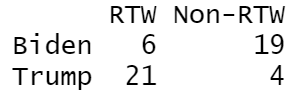 RTW Non-RTW
Biden 6 19
Trump 21 4